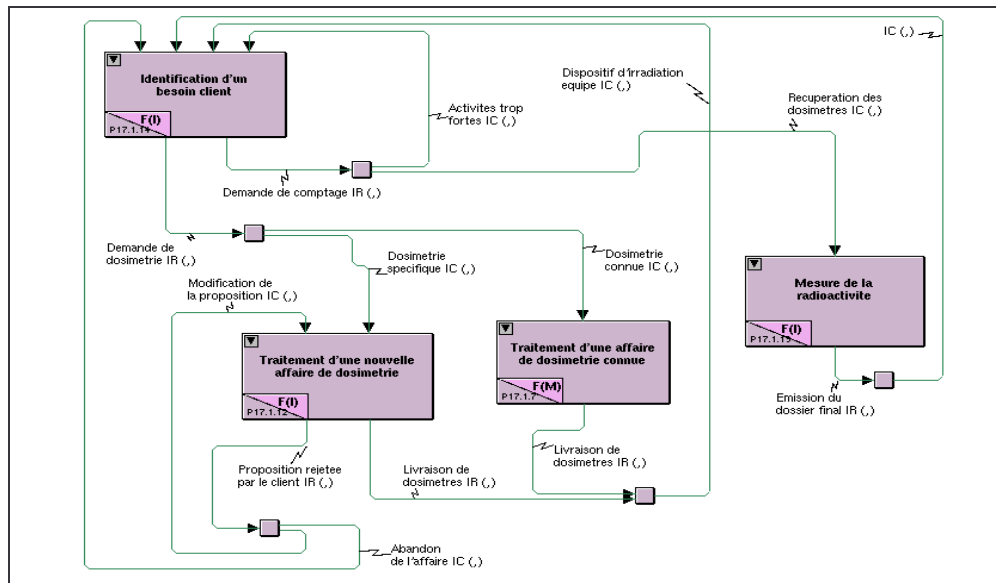 IC (,)
Identification d'un
besoin client
F(I)
P17.1.14
Activites trop
fortes IC (,)
Dispositif d'irradiation
equipe IC (,)
Recuperation des
dosimetres IC (,)
Demande de comptage IR (,)
Demande de
dosimetrie IR (,)
Dosimetrie
specifique IC (,)
Dosimetrie
connue IC (,)
Modification de
la proposition IC (,)
Mesure de la
radioactivite
F(I)
P17.1.15
Traitement d'une nouvelle
affaire de dosimetrie
F(I)
P17.1.12
Traitement d'une affaire
de dosimetrie connue
F(M)
P17.1.7
Emission du
dossier final IR (,)
Proposition rejetee
par le client IR (,)
Livraison de
dosimetres IR (,)
Livraison de
dosimetres IR (,)
Abandon
de l'affaire IC (,)